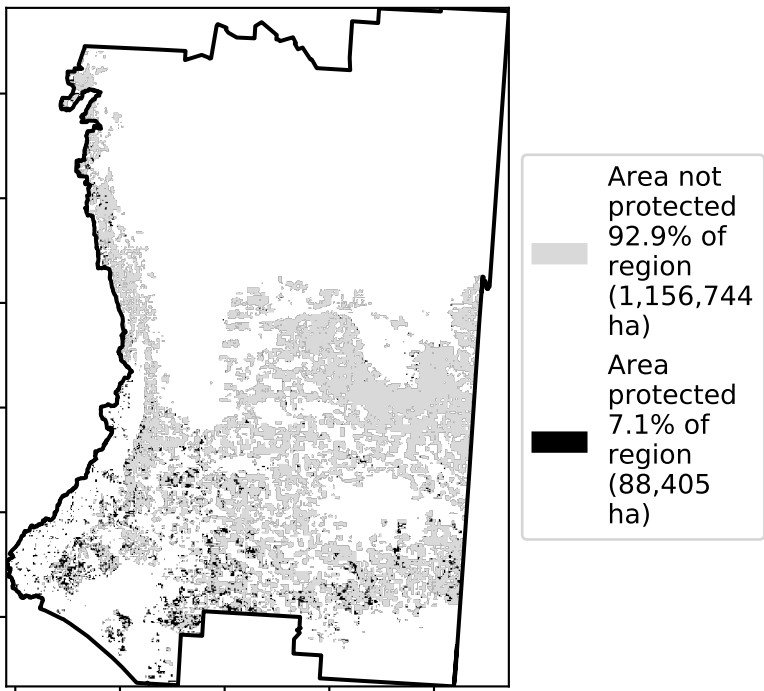 Area not
protected
92.9% of
region
(1,156,744
ha)
Area
protected
7.1% of
region
(88,405
ha)